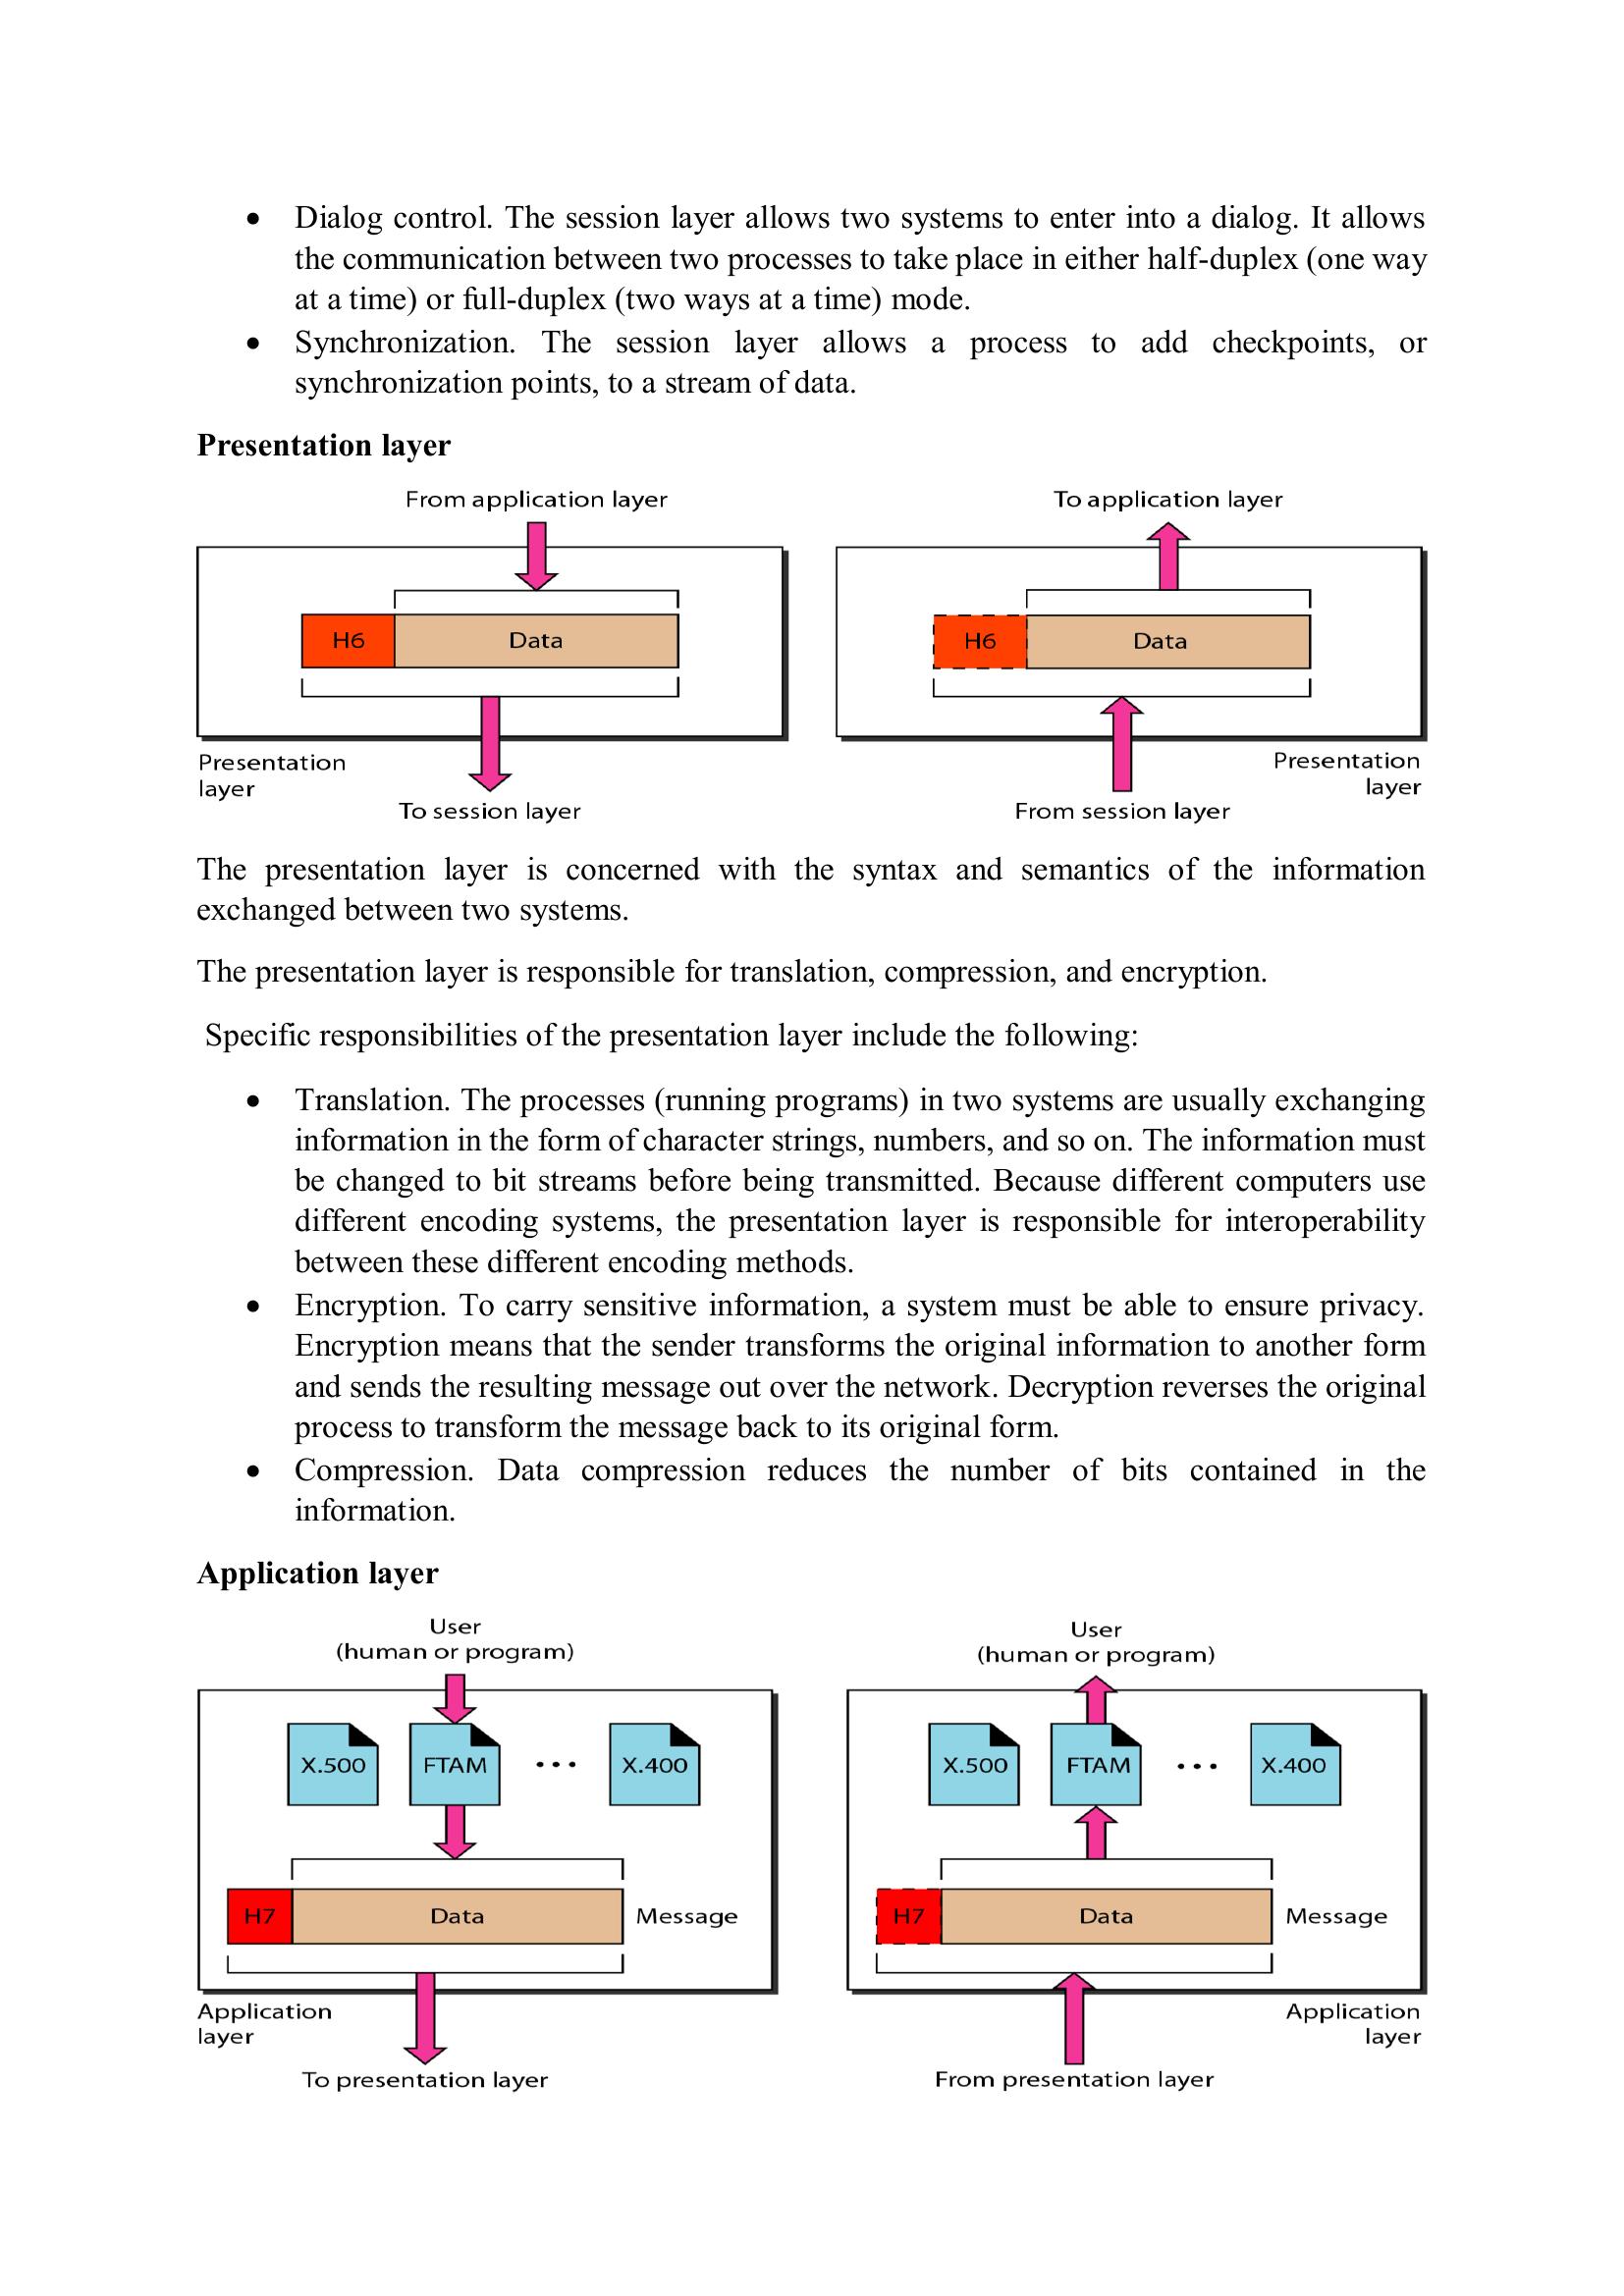 • Dialog control. The session layer allows two systems to enter into a dialog. It allows
the communication between two processes to take place in either half-duplex (one way
at a time) or full-duplex (two ways at a time) mode.
• Synchronization. The session layer allows a process to add checkpoints, or
synchronization points, to a stream of data.
Presentation layer
From application layer
To application layer
H6
Data
H6
Data
Presentation
layer
To session layer
Presentation
layer
From session layer
The presentation layer is concerned with the syntax and semantics of the information
exchanged between two systems.
The presentation layer is responsible for translation, compression, and encryption.
Specific responsibilities of the presentation layer include the following:
• Translation. The processes (running programs) in two systems are usually exchanging
information in the form of character strings, numbers, and so on. The information must
be changed to bit streams before being transmitted. Because different computers use
different encoding systems, the presentation layer is responsible for interoperability
between these different encoding methods.
• Encryption. To carry sensitive information, a system must be able to ensure privacy.
Encryption means that the sender transforms the original information to another form
and sends the resulting message out over the network. Decryption reverses the original
process to transform the message back to its original form.
• Compression. Data compression reduces the number of bits contained in the
information.
Application layer
User
(human or program)
User
(human or program)
X.500
FTAM
...
X.400
X.500
FTAM
...
X.400
H7
Data
Message
H7
Data
Message
Application
layer
To presentation layer
Application
layer
From presentation layer